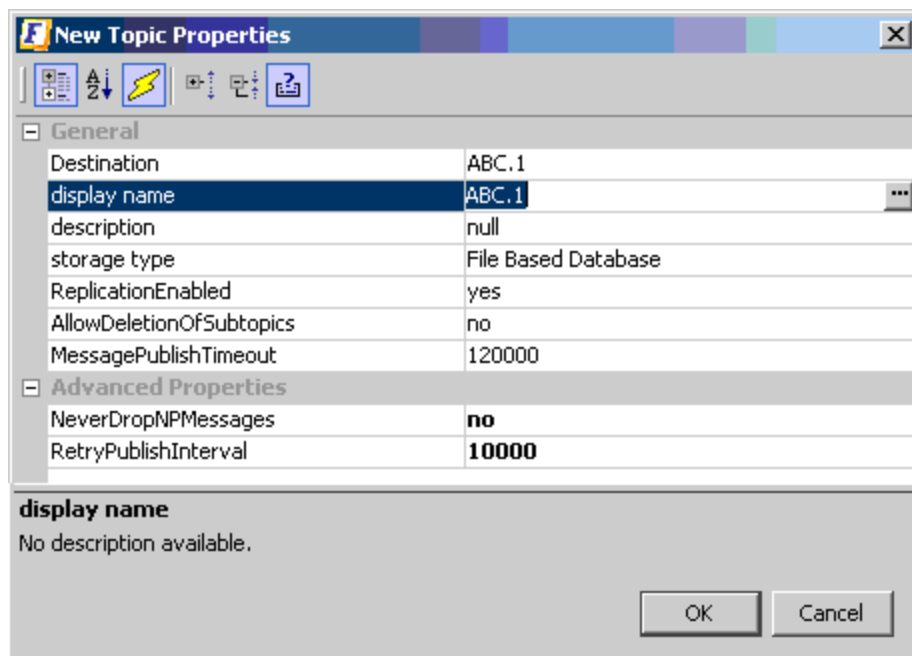 New Topic Properties
General
Destination ABC.1
display name ABC.1 ...
description null
storage type File Based Database
ReplicationEnabled yes
AllowDeletionOfSubtopics no
MessagePublishTimeout 120000
Advanced Properties
NeverDropNPMessages no
RetryPublishInterval 10000
display name
No description available.
OK Cancel